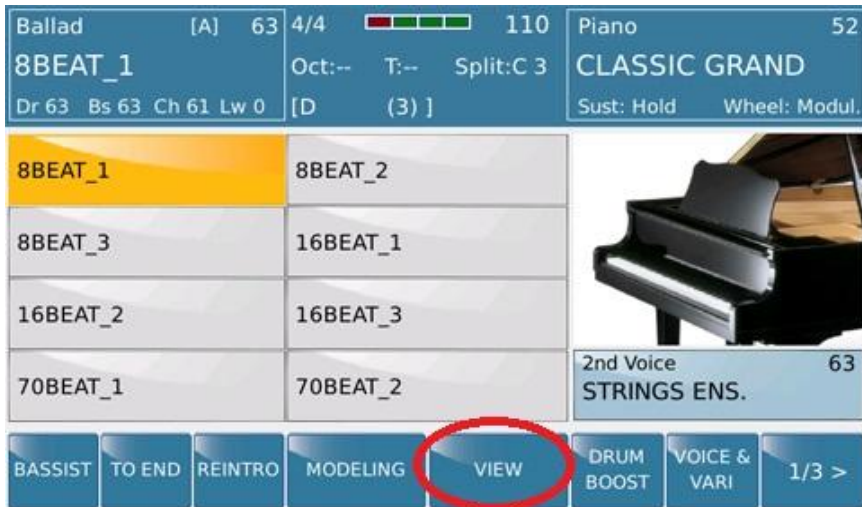 Ballad [A] 63
8BEAT_1
Dr 63 Bs 63 Ch 61 Lw 0
4/4 110
Oct:-- T:-- Split:C 3
[D (3) ]
Piano 52
CLASSIC GRAND
Sust: Hold Wheel: Modul.
8BEAT_1 8BEAT_2
8BEAT_3 16BEAT_1
16BEAT_2 16BEAT_3
70BEAT_1 70BEAT_2
2nd Voice 63
STRINGS ENS.
BASSIST
TO END
REINTRO
MODELING
VIEW
DRUM
BOOST
VOICE &
VARI
1/3 >